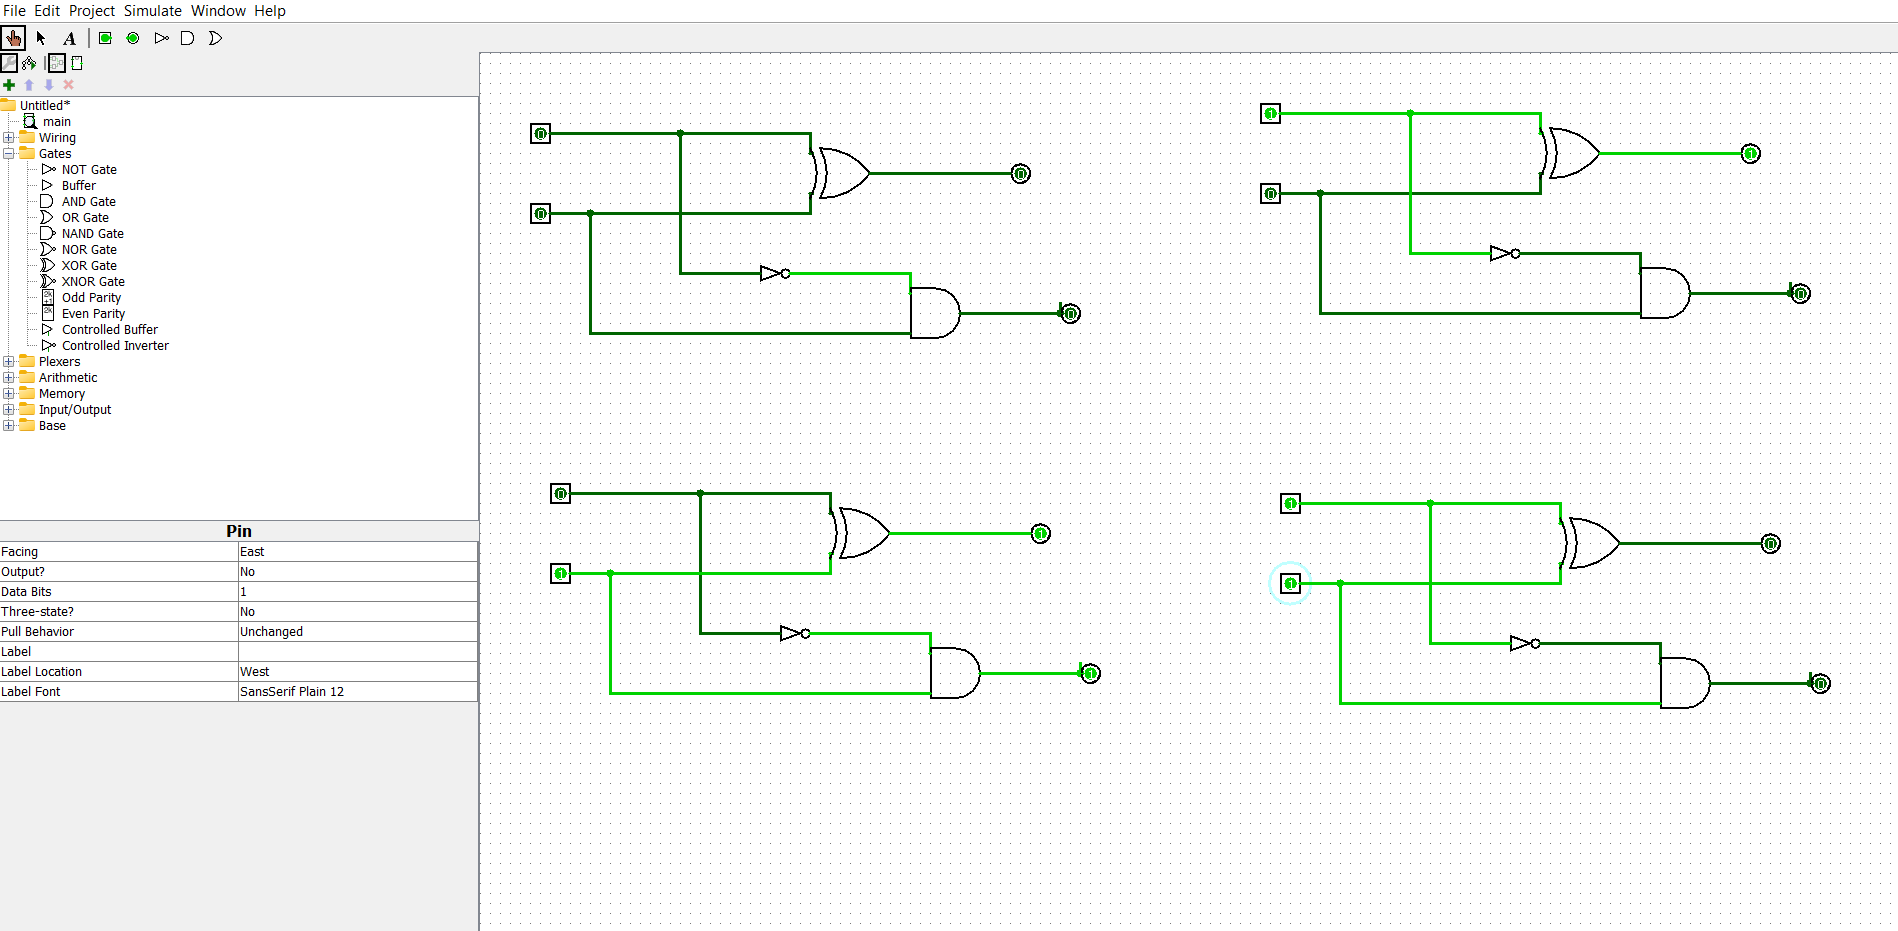 File Edit Project Simulate Window Help
A
Untitled*
main
Wiring
Gates
NOT Gate
Buffer
AND Gate
OR Gate
NAND Gate
NOR Gate
XOR Gate
XNOR Gate
Odd Parity
Even Parity
Controlled Buffer
Controlled Inverter
Plexers
Arithmetic
Memory
Input/Output
Base
Pin
Facing East
Output? No
Data Bits 1
Three-state? No
Pull Behavior Unchanged
Label
Label Location West
Label Font SansSerif Plain 12
0
0
0
0
1
0
1
0
0
1
1
1
1
1
0
0